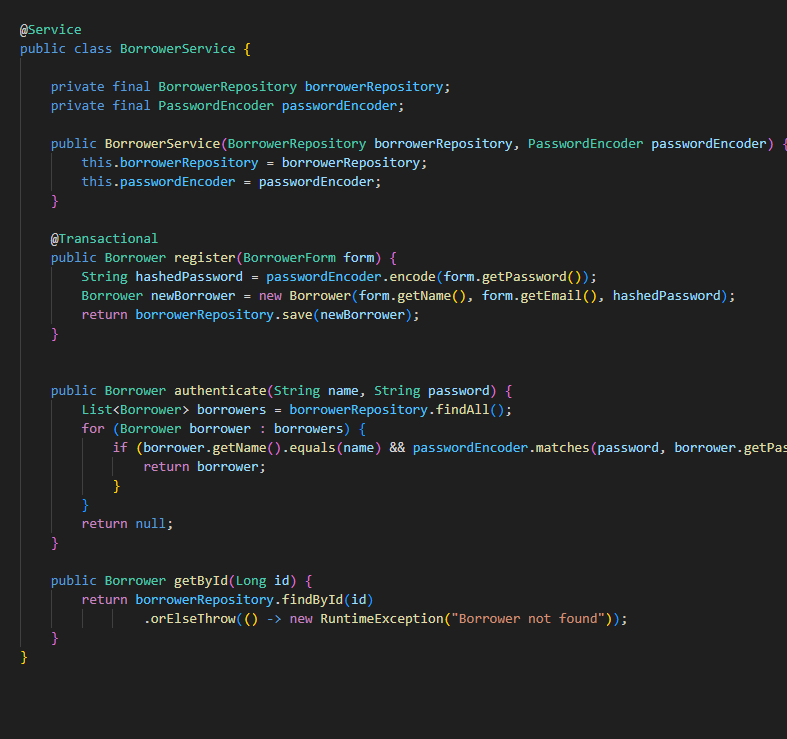 @Service
public class BorrowerService {
private final BorrowerRepository borrowerRepository;
private final PasswordEncoder passwordEncoder;
public BorrowerService(BorrowerRepository borrowerRepository, PasswordEncoder passwordEncoder) {
this.borrowerRepository = borrowerRepository;
this.passwordEncoder = passwordEncoder;
}
@Transactional
public Borrower register(BorrowerForm form) {
String hashedPassword = passwordEncoder.encode(form.getPassword());
Borrower newBorrower = new Borrower(form.getName(), form.getEmail(), hashedPassword);
return borrowerRepository.save(newBorrower);
}
public Borrower authenticate(String name, String password) {
List<Borrower> borrowers = borrowerRepository.findAll();
for (Borrower borrower : borrowers) {
if (borrower.getName().equals(name) && passwordEncoder.matches(password, borrower.getPas
return borrower;
}
}
return null;
}
public Borrower getById(Long id) {
return borrowerRepository.findById(id)
.orElseThrow(() -> new RuntimeException("Borrower not found"));
}
}